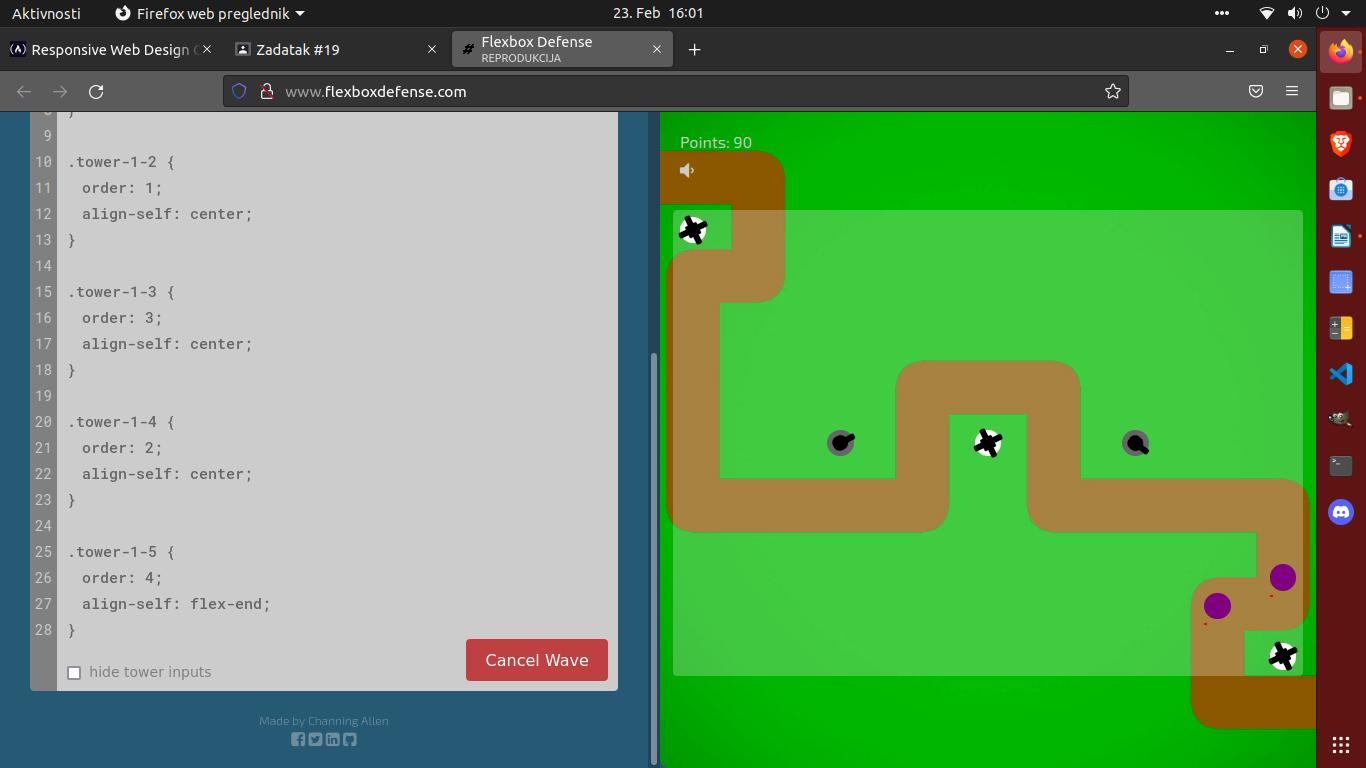 Aktivnosti
Firefox web preglednik
23. Feb 16:01
Responsive Web Design
Zadatak #19
Flexbox Defense
REPRODUKCIJA
www.flexboxdefense.com
9
10 .tower-1-2 {
11 order: 1;
12 align-self: center;
13 }
14
15 .tower-1-3 {
16 order: 3;
17 align-self: center;
18 }
19
20 .tower-1-4 {
21 order: 2;
22 align-self: center;
23 }
24
25 .tower-1-5 {
26 order: 4;
27 align-self: flex-end;
28 }
hide tower inputs
Cancel Wave
Made by Channing Allen
Points: 90